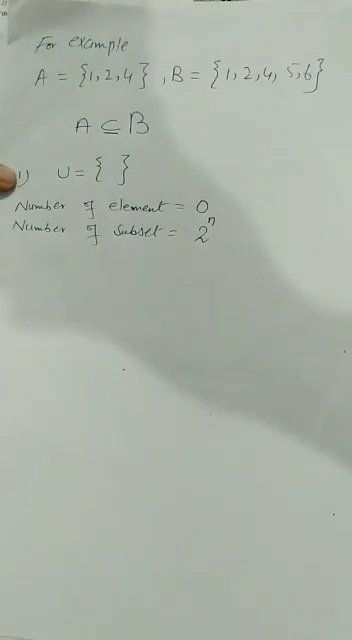 For example
A = {1, 2, 4}, B = {1, 2, 4, 5, 6}
A ⊆ B
1) U = { }
Number of element = 0
Number of subset = 2ⁿ